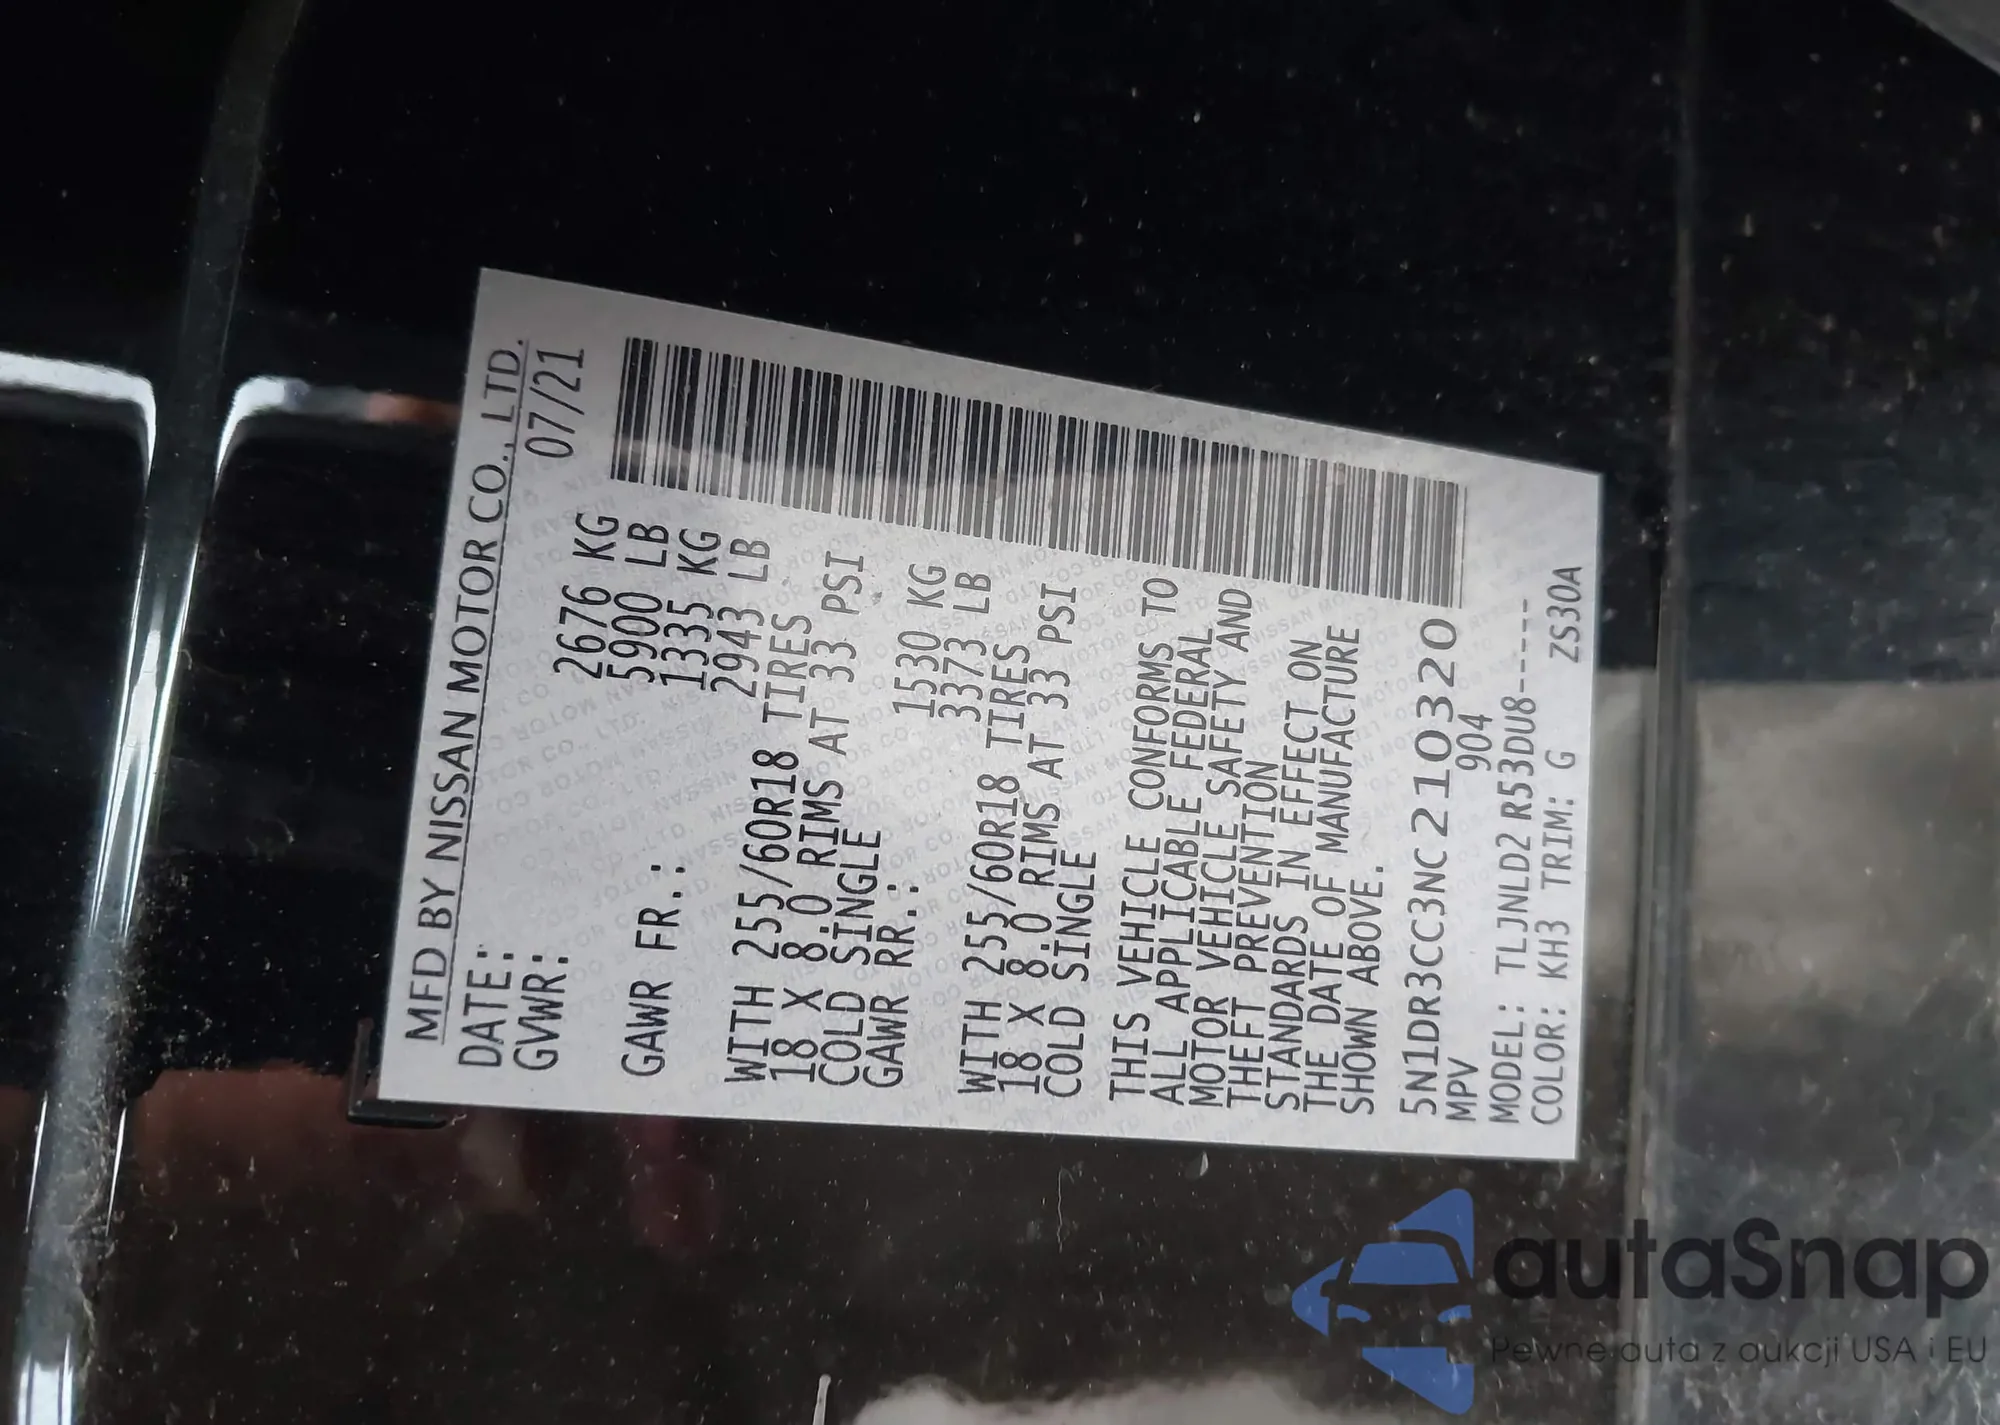 MFD BY NISSAN MOTOR CO., LTD.
DATE: 07/21
GVWR: 2676 KG
5900 LB
GAWR FR.: 1335 KG
2943 LB
WITH 255/60R18 TIRES
18 X 8.0 RIMS AT 33 PSI
COLD SINGLE
GAWR RR.: 1530 KG
3373 LB
WITH 255/60R18 TIRES
18 X 8.0 RIMS AT 33 PSI
COLD SINGLE
THIS VEHICLE CONFORMS TO
ALL APPLICABLE FEDERAL
MOTOR VEHICLE SAFETY AND
THEFT PREVENTION
STANDARDS IN EFFECT ON
THE DATE OF MANUFACTURE
SHOWN ABOVE.
5N1DR3CC3NC210320
MPV 904
MODEL: TLJNLD2 R53DU8-----
COLOR: KH3 TRIM: G ZS30A
autaSnap
Pewne auta z aukcji USA i EU